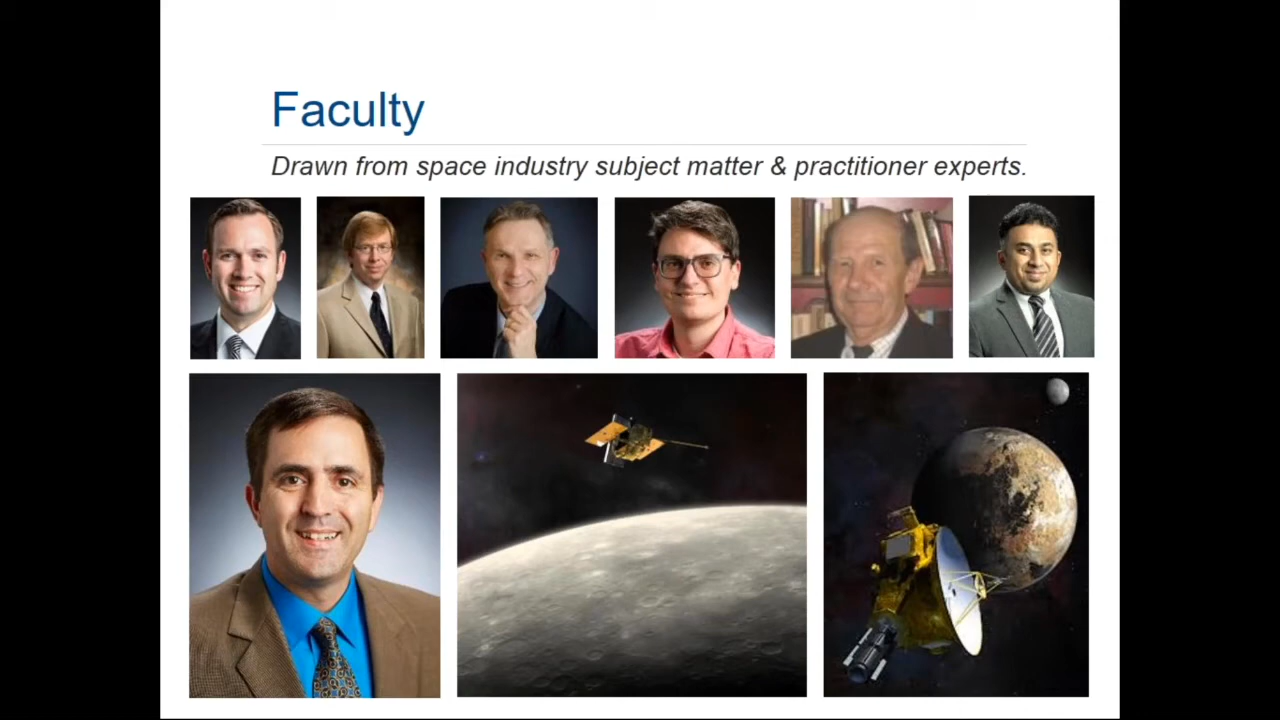 Faculty
Drawn from space industry subject matter & practitioner experts.